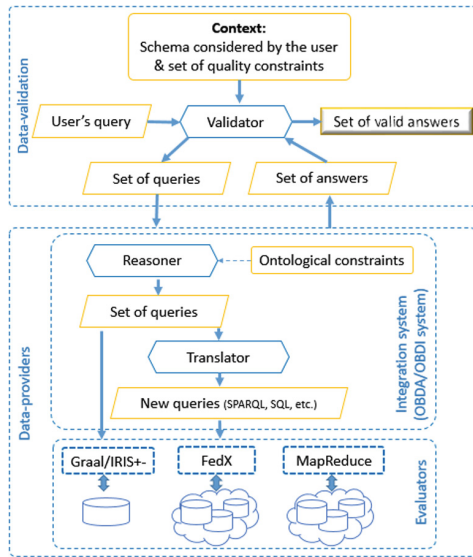 Context:
Schema considered by the user
& set of quality constraints
Data-validation
User's query
Validator
Set of valid answers
Set of queries
Set of answers
Data-providers
Reasoner
Ontological constraints
Set of queries
Translator
New queries (SPARQL, SQL, etc.)
Integration system
(OBDA/OBDI system)
Graal/IRIS+-
FedX
MapReduce
Evaluators